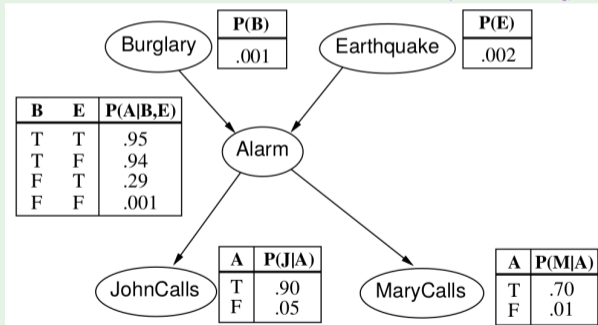 Burglary
P(B)
.001
Earthquake
P(E)
.002
B E P(A|B,E)
T T .95
T F .94
F T .29
F F .001
Alarm
JohnCalls
A P(J|A)
T .90
F .05
MaryCalls
A P(M|A)
T .70
F .01